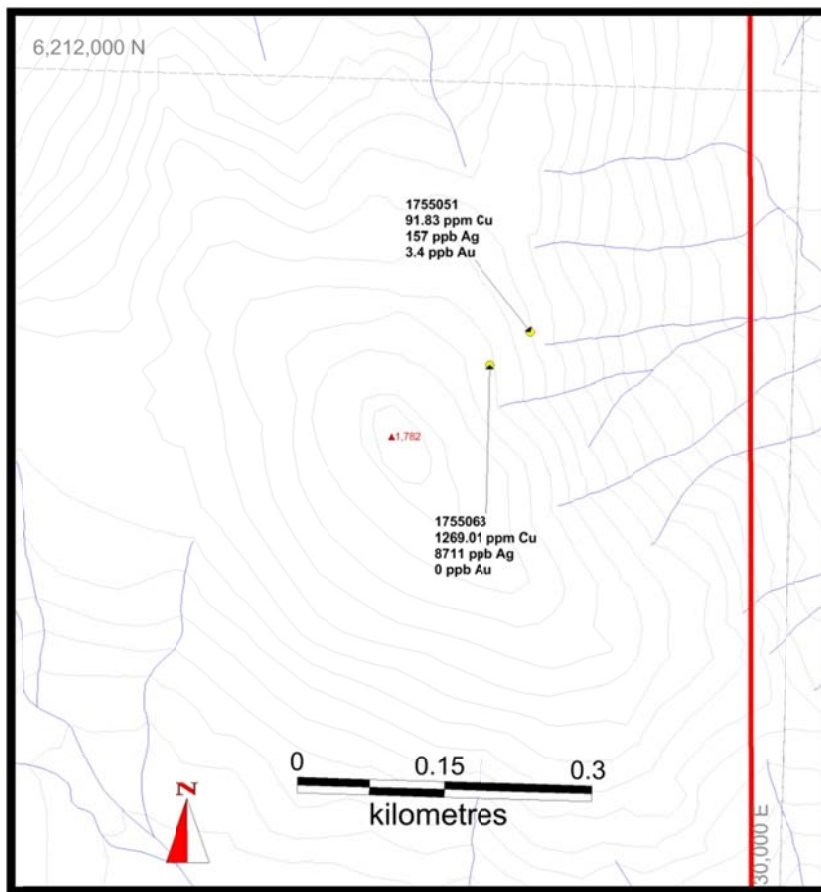 6,212,000 N
1755051
91.83 ppm Cu
157 ppb Ag
3.4 ppb Au
1,782
1755063
1269.01 ppm Cu
8711 ppb Ag
0 ppb Au
0 0.15 0.3
kilometres
N
30,000 E